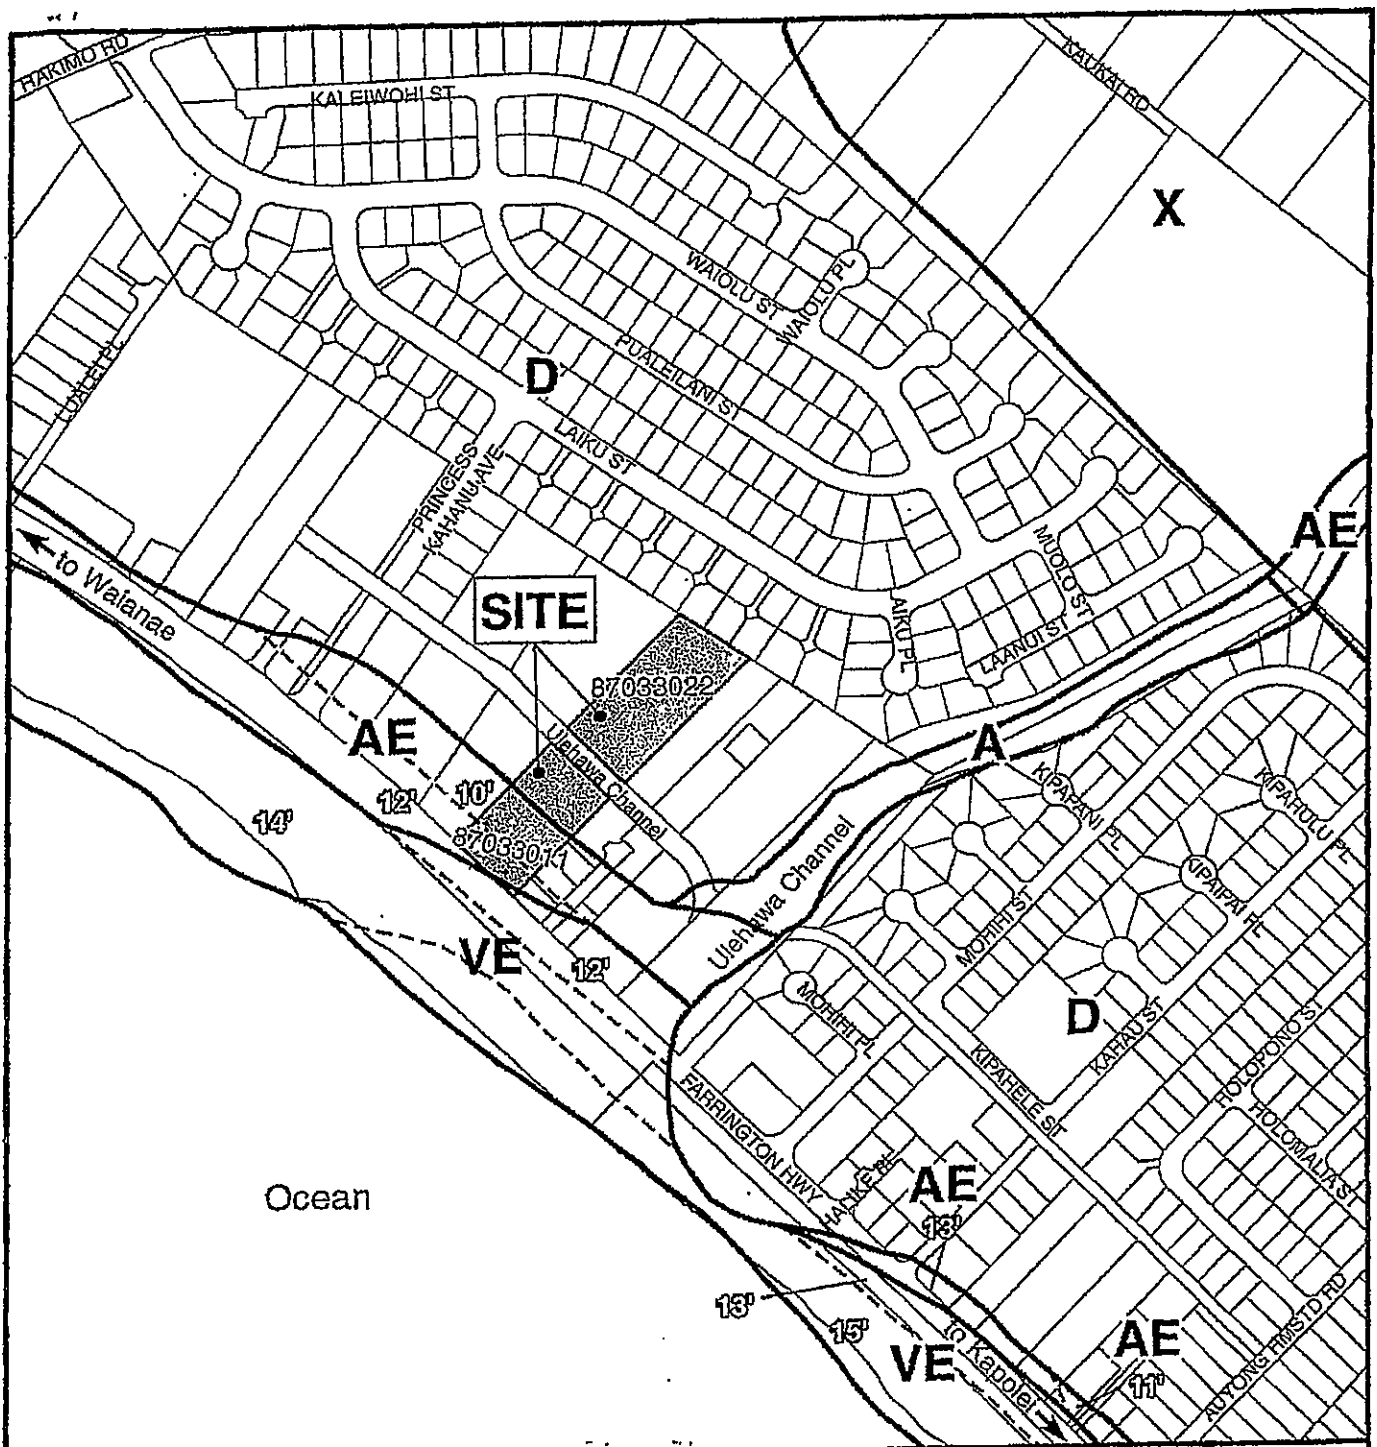 HAKIMO RD
KALEIWOHI ST
KAUKAI RD
X
WAIOLU ST
WAIOLU PL
LUALEI PL
D
PUALEILANI ST
LAIKU ST
PRINCESS
KAHANU AVE
AE
to Waianae
SITE
MUOLU ST
AIKU PL
LAANUI ST
87033022
AE
Ulehawa Channel
A
10'
12'
14'
87033011
KIPAPANI PL
KIPAHULU PL
KIPAIPAI PL
Ulehawa Channel
MOHIHI ST
VE
12'
MOHIHI PL
D
KAHAU ST
HOLOPONO ST
KIPAHELE ST
HOLOMALIA ST
FARRINGTON HWY
Ocean
AE
13'
13'
15'
VE
to Kapolei
AE
11'
AUYONG HMSTD RD